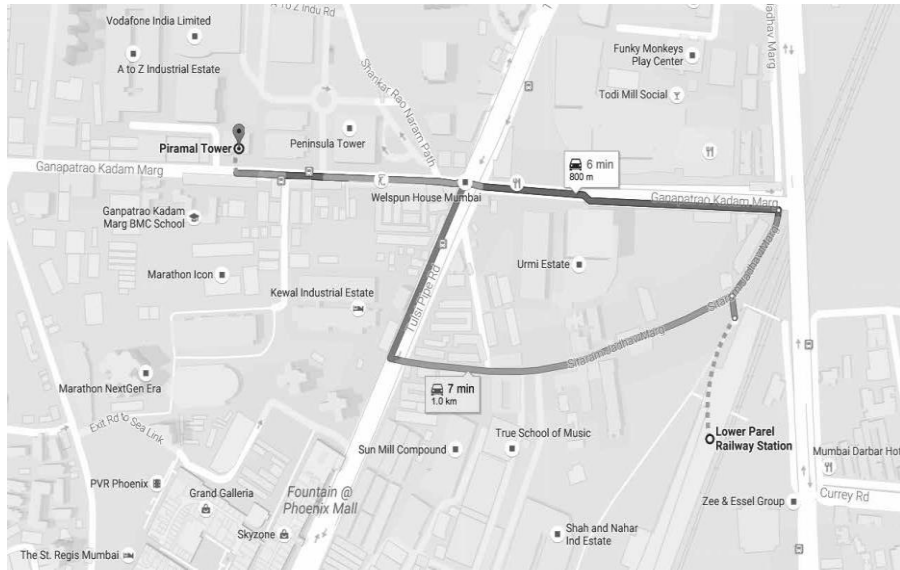 A to Z Indu Rd
Vodafone India Limited
A to Z Industrial Estate
Shankar Rao Naram Path
Funky Monkeys
Play Center
Todi Mill Social
Madhav Marg
Piramal Tower
Peninsula Tower
6 min
800 m
Ganapatrao Kadam Marg
Welspun House Mumbai
Ganapatrao Kadam Marg
Ganpatrao Kadam
Marg BMC School
Marathon Icon
Urmi Estate
Tulsi Pipe Rd
Kewal Industrial Estate
Marathon NextGen Era
7 min
1.0 km
Exit Rd to Sea Link
Sun Mill Compound
True School of Music
Lower Parel
Railway Station
Mumbai Darbar Hot
PVR Phoenix
Grand Galleria
Fountain @
Phoenix Mall
Zee & Essel Group
Currey Rd
Skyzone
Shah and Nahar
Ind Estate
The St. Regis Mumbai